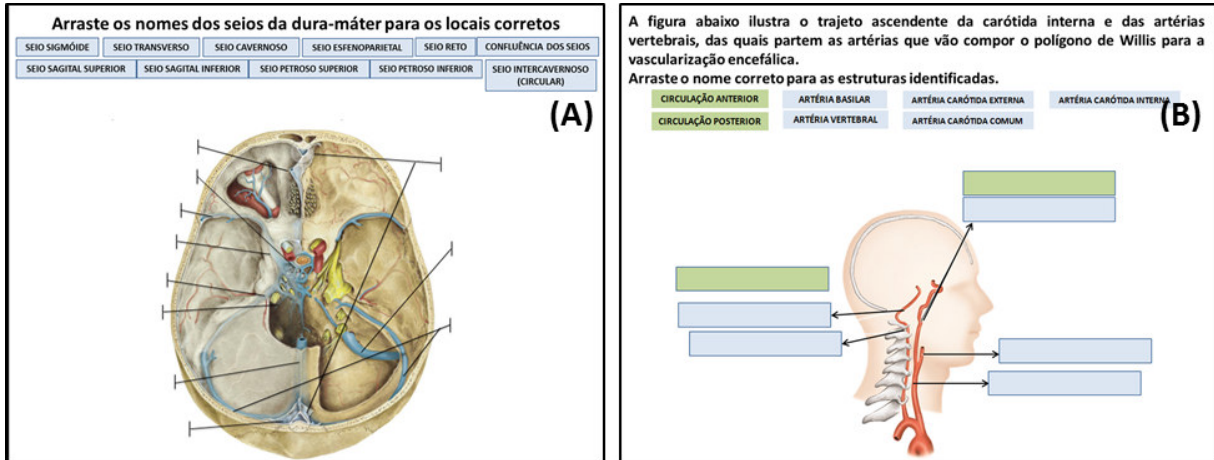 Arraste os nomes dos seios da dura-máter para os locais corretos
SEIO SIGMÓIDE
SEIO TRANSVERSO
SEIO CAVERNOSO
SEIO ESFENOPARIETAL
SEIO RETO
CONFLUÊNCIA DOS SEIOS
SEIO SAGITAL SUPERIOR
SEIO SAGITAL INFERIOR
SEIO PETROSO SUPERIOR
SEIO PETROSO INFERIOR
SEIO INTERCAVERNOSO
(CIRCULAR)
(A)
A figura abaixo ilustra o trajeto ascendente da carótida interna e das artérias
vertebrais, das quais partem as artérias que vão compor o polígono de Willis para a
vascularização encefálica.
Arraste o nome correto para as estruturas identificadas.
CIRCULAÇÃO ANTERIOR
ARTÉRIA BASILAR
ARTÉRIA CARÓTIDA EXTERNA
ARTÉRIA CARÓTIDA INTERNA
CIRCULAÇÃO POSTERIOR
ARTÉRIA VERTEBRAL
ARTÉRIA CARÓTIDA COMUM
(B)